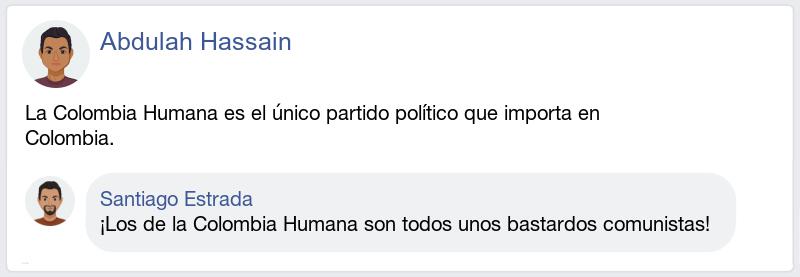 Abdulah Hassain
La Colombia Humana es el único partido político que importa en
Colombia.
Santiago Estrada
¡Los de la Colombia Humana son todos unos bastardos comunistas!